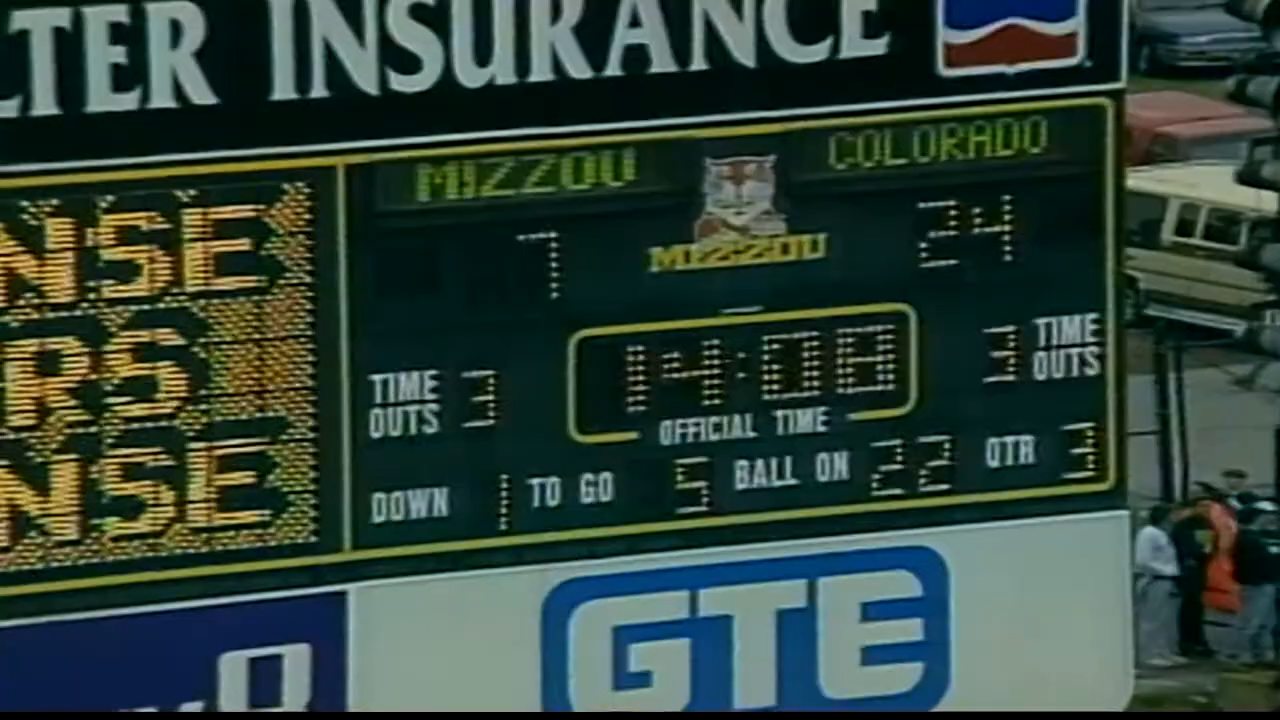 LTER INSURANCE
MIZZOU
COLORADO
NSE
RS
NSE
7
MIZZOU
24
TIME OUTS 3
14:08
OFFICIAL TIME
3 TIME OUTS
DOWN 1 TO GO 5 BALL ON 22 QTR 3
GTE